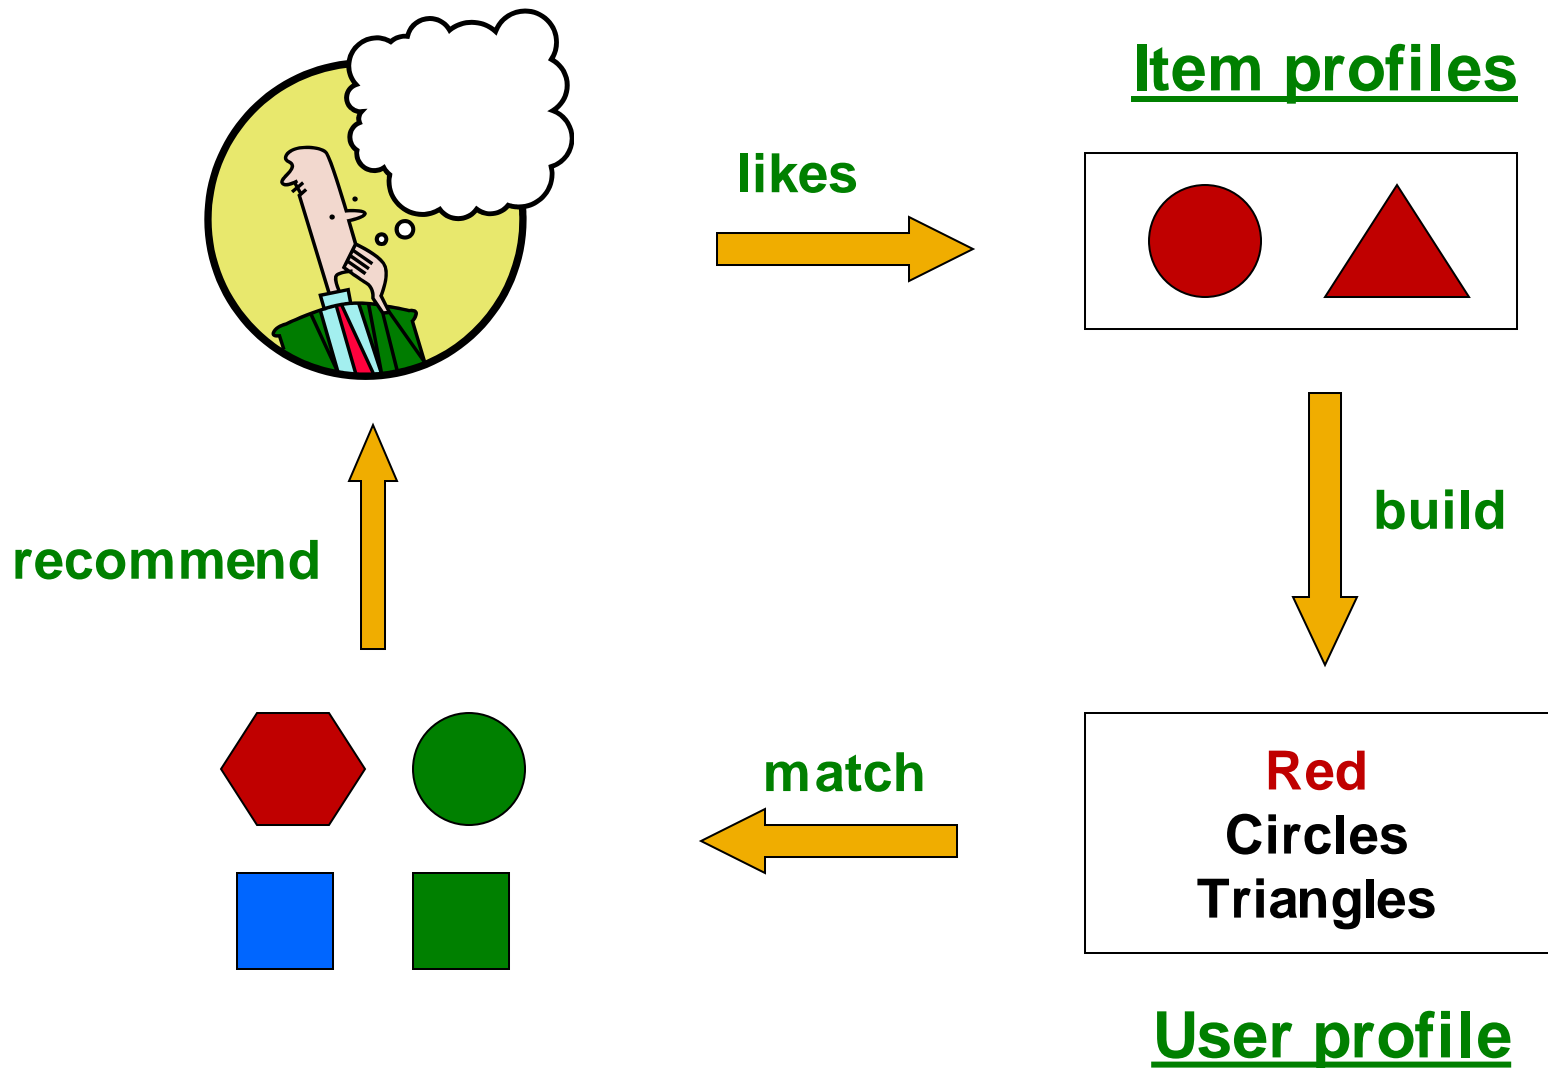 Item profiles
likes
build
recommend
match
Red
Circles
Triangles
User profile